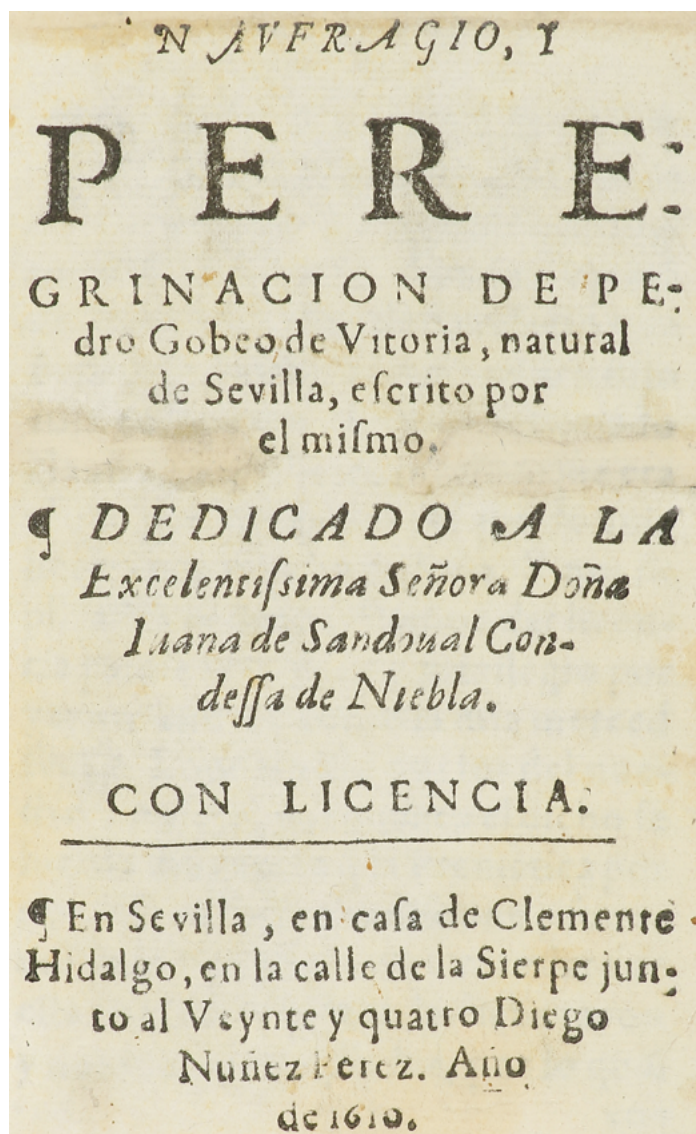 NAVFRAGIO, Y
PERE-
GRINACION DE PE-
dro Gobeo de Vitoria, natural
de Sevilla, eſcrito por
el miſmo.
¶ DEDICADO A LA
Excelentiſsima Señora Doña
Iuana de Sandoual Con-
deſſa de Niebla.
CON LICENCIA.
¶ En Sevilla, en caſa de Clemente
Hidalgo, en la calle de la Sierpe jun-
to al Veynte y quatro Diego
Nuñez Perez. Año
de 1610.